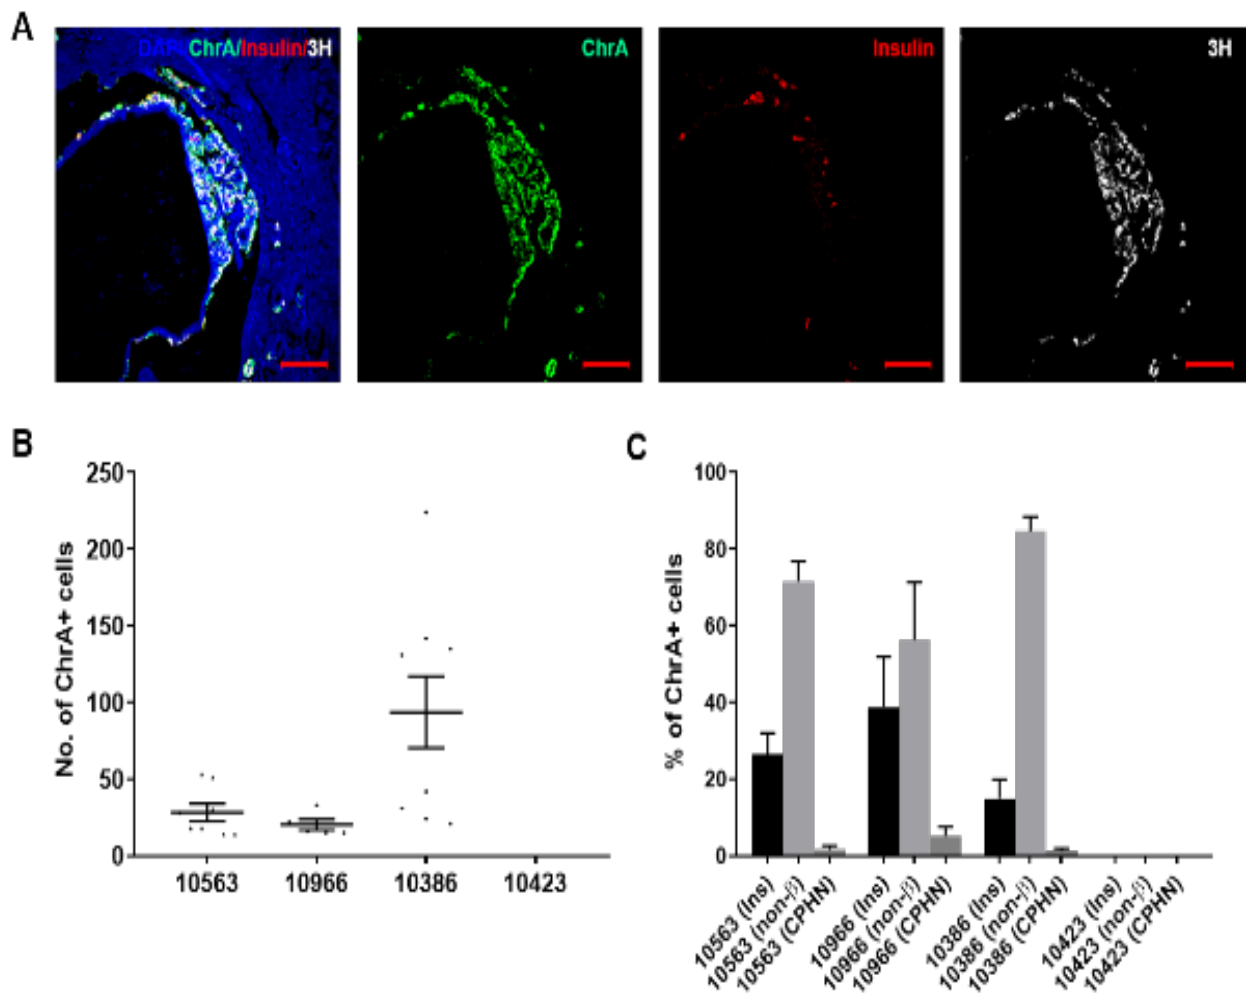 A
DAPI/ChrA/Insulin/3H
ChrA
Insulin
3H
B
No. of ChrA+ cells
250
200
150
100
50
0
10563
10966
10386
10423
C
% of ChrA+ cells
100
80
60
40
20
0
10563 (Ins)
10563 (non-β)
10563 (CPHN)
10966 (Ins)
10966 (non-β)
10966 (CPHN)
10386 (Ins)
10386 (non-β)
10386 (CPHN)
10423 (Ins)
10423 (non-β)
10423 (CPHN)